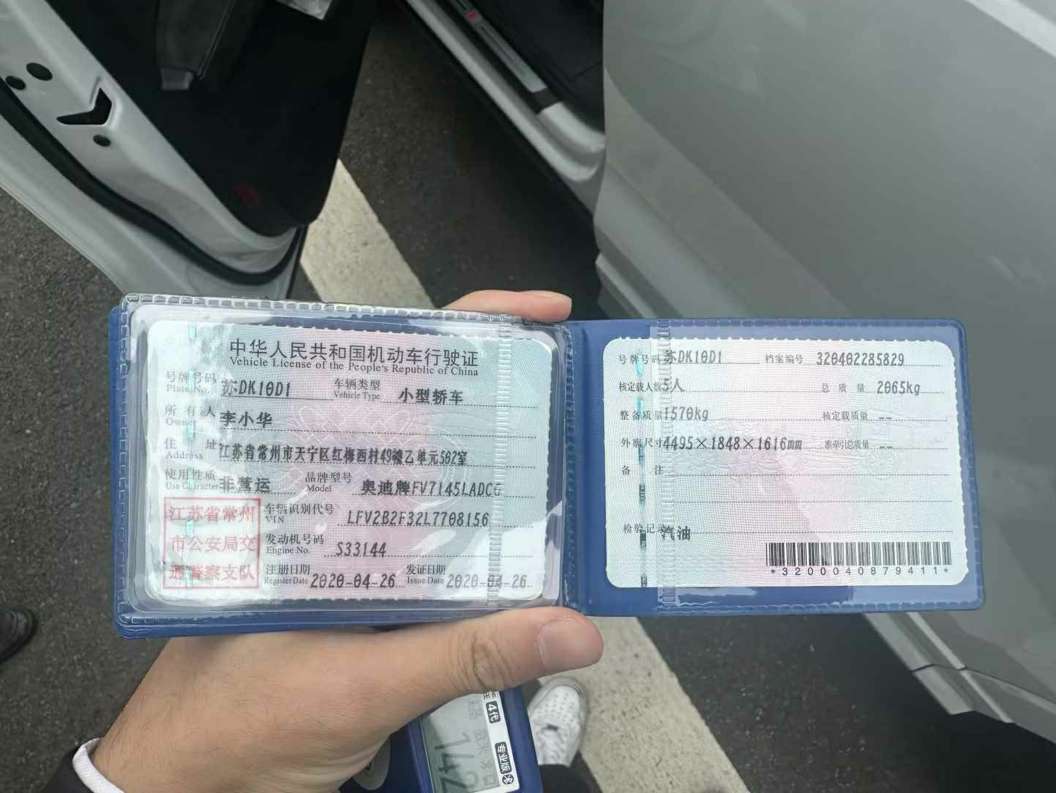 中华人民共和国机动车行驶证
Vehicle License of the People's Republic of China
号牌号码 苏DK10D1 车辆类型 小型轿车
Plate No. Vehicle Type
所有人 李小华
Owner
住址 江苏省常州市天宁区红梅西村49幢乙单元502室
Address
使用性质 非营运 品牌型号 奥迪牌FV7145LADCG
Use Character Model
江苏省常州
市公安局交
通警察支队
车辆识别代号 LFV2B2F32L7708156
VIN
发动机号码 S33144
Engine No.
注册日期 2020-04-26 发证日期 2020-04-26
Register Date Issue Date
号牌号码 苏DK10D1 档案编号 320402285829
核定载人数 5人 总质量 2065kg
整备质量 1570kg 核定载质量 --
外廓尺寸 4495×1848×1616mm 准牵引总质量 --
备注
检验记录 汽油
*3200040879411*
4代
专业版